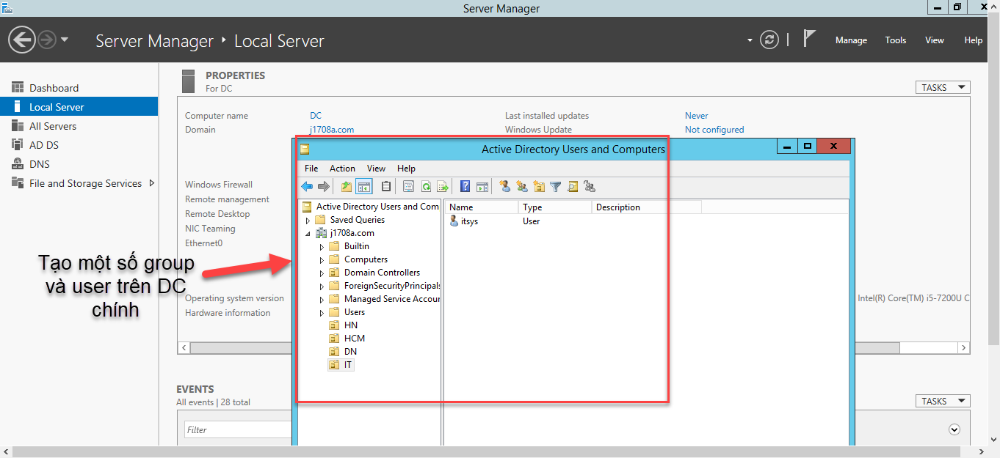 Server Manager
Server Manager ‣ Local Server
Manage Tools View Help
Dashboard
Local Server
All Servers
AD DS
DNS
File and Storage Services
PROPERTIES
For DC
TASKS
Computer name DC Last installed updates Never
Domain j1708a.com Windows Update Not configured
Windows Firewall
Remote management
Remote Desktop
NIC Teaming
Ethernet0
Operating system version Intel(R) Core(TM) i5-7200U C
Hardware information
Tạo một số group
và user trên DC
chính
Active Directory Users and Computers
File Action View Help
Active Directory Users and Com
Saved Queries
j1708a.com
Builtin
Computers
Domain Controllers
ForeignSecurityPrincipals
Managed Service Accour
Users
HN
HCM
DN
IT
Name Type Description
itsys User
EVENTS
All events | 28 total
TASKS
Filter